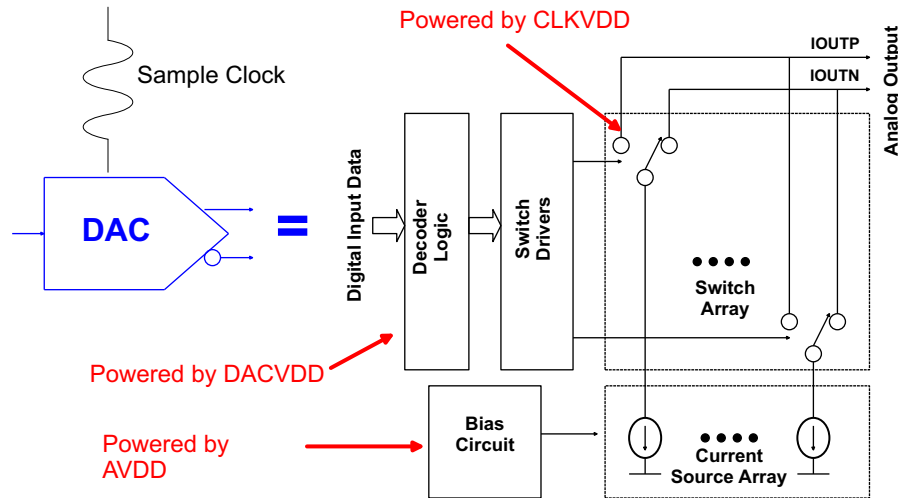 Powered by CLKVDD
IOUTP
IOUTN
Analog Output
Sample Clock
DAC
=
Digital Input Data
Decoder
Logic
Switch
Drivers
Switch
Array
Powered by DACVDD
Powered by
AVDD
Bias
Circuit
Current
Source Array